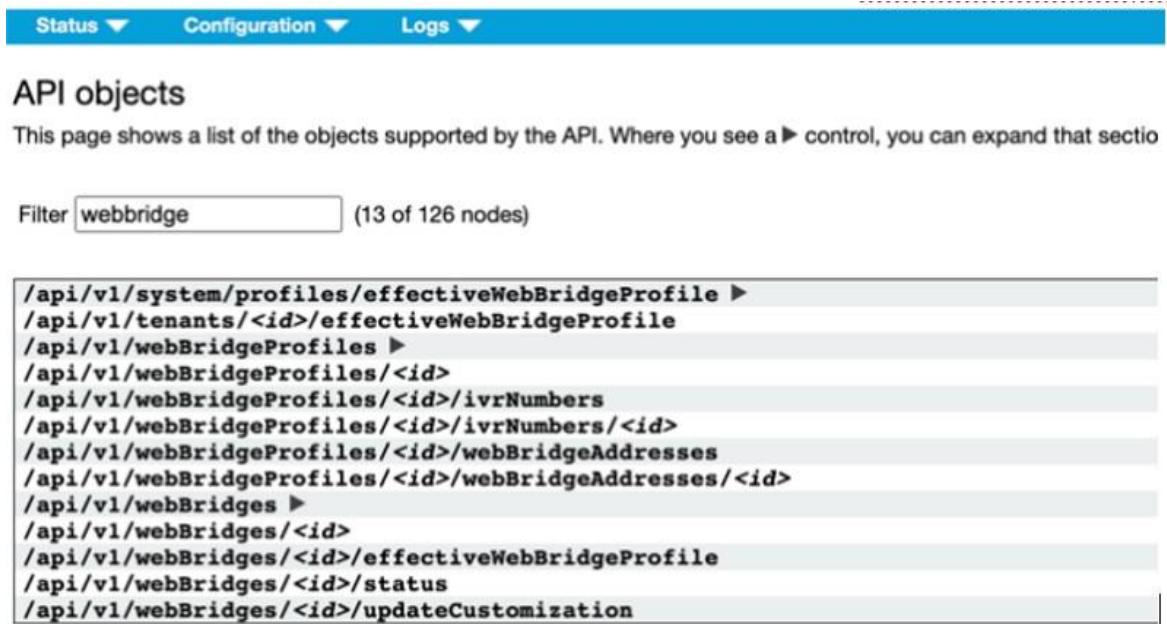 Status ▼ Configuration ▼ Logs ▼
API objects
This page shows a list of the objects supported by the API. Where you see a ▶ control, you can expand that sectio
Filter webbridge (13 of 126 nodes)
/api/v1/system/profiles/effectiveWebBridgeProfile ▶
/api/v1/tenants/<id>/effectiveWebBridgeProfile
/api/v1/webBridgeProfiles ▶
/api/v1/webBridgeProfiles/<id>
/api/v1/webBridgeProfiles/<id>/ivrNumbers
/api/v1/webBridgeProfiles/<id>/ivrNumbers/<id>
/api/v1/webBridgeProfiles/<id>/webBridgeAddresses
/api/v1/webBridgeProfiles/<id>/webBridgeAddresses/<id>
/api/v1/webBridges ▶
/api/v1/webBridges/<id>
/api/v1/webBridges/<id>/effectiveWebBridgeProfile
/api/v1/webBridges/<id>/status
/api/v1/webBridges/<id>/updateCustomization